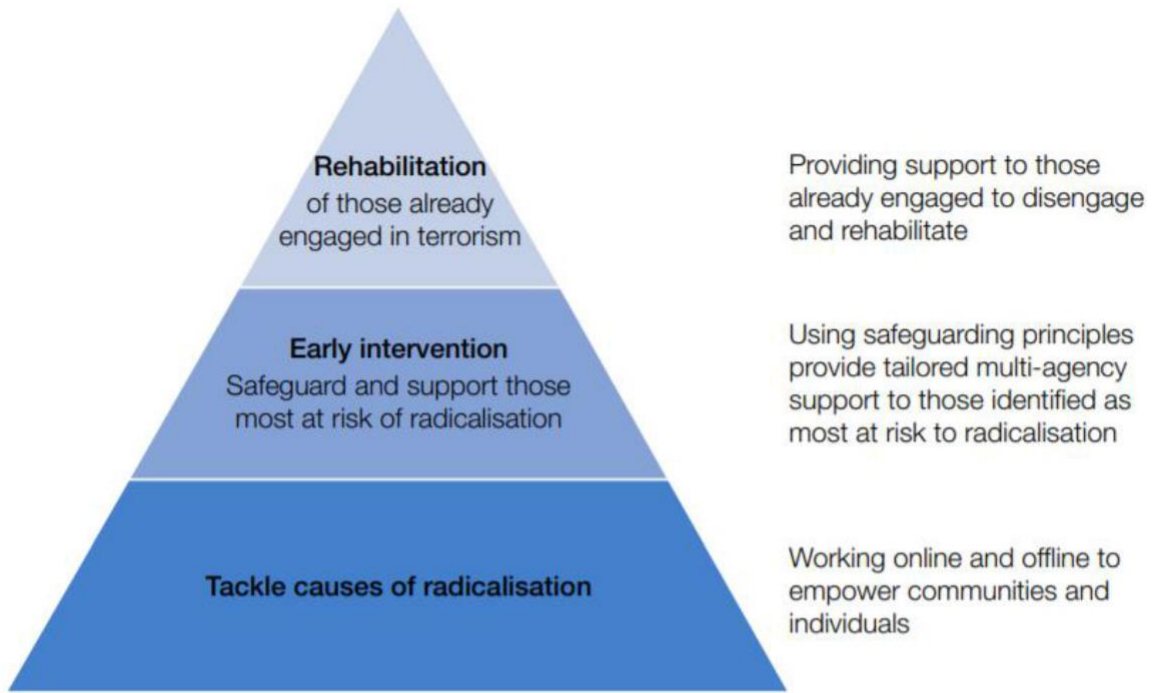 Rehabilitation
of those already
engaged in terrorism
Providing support to those
already engaged to disengage
and rehabilitate
Early intervention
Safeguard and support those
most at risk of radicalisation
Using safeguarding principles
provide tailored multi-agency
support to those identified as
most at risk to radicalisation
Tackle causes of radicalisation
Working online and offline to
empower communities and
individuals